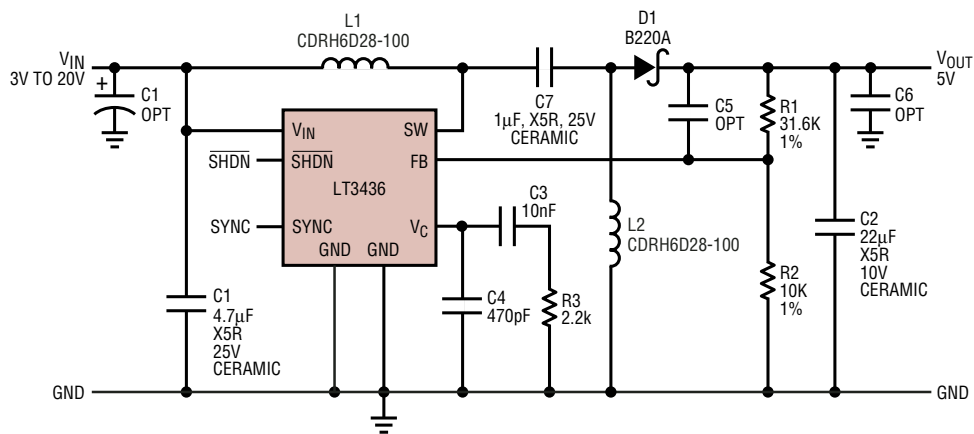 L1
CDRH6D28-100
D1
B220A
VIN
3V TO 20V
VOUT
5V
+
C1
OPT
C7
1µF, X5R, 25V
CERAMIC
C5
OPT
R1
31.6K
1%
C6
OPT
VIN
SW
SHDN
SHDN
FB
LT3436
SYNC
SYNC
VC
GND
GND
C3
10nF
L2
CDRH6D28-100
C2
22µF
X5R
10V
CERAMIC
C1
4.7µF
X5R
25V
CERAMIC
C4
470pF
R3
2.2k
R2
10K
1%
GND
GND